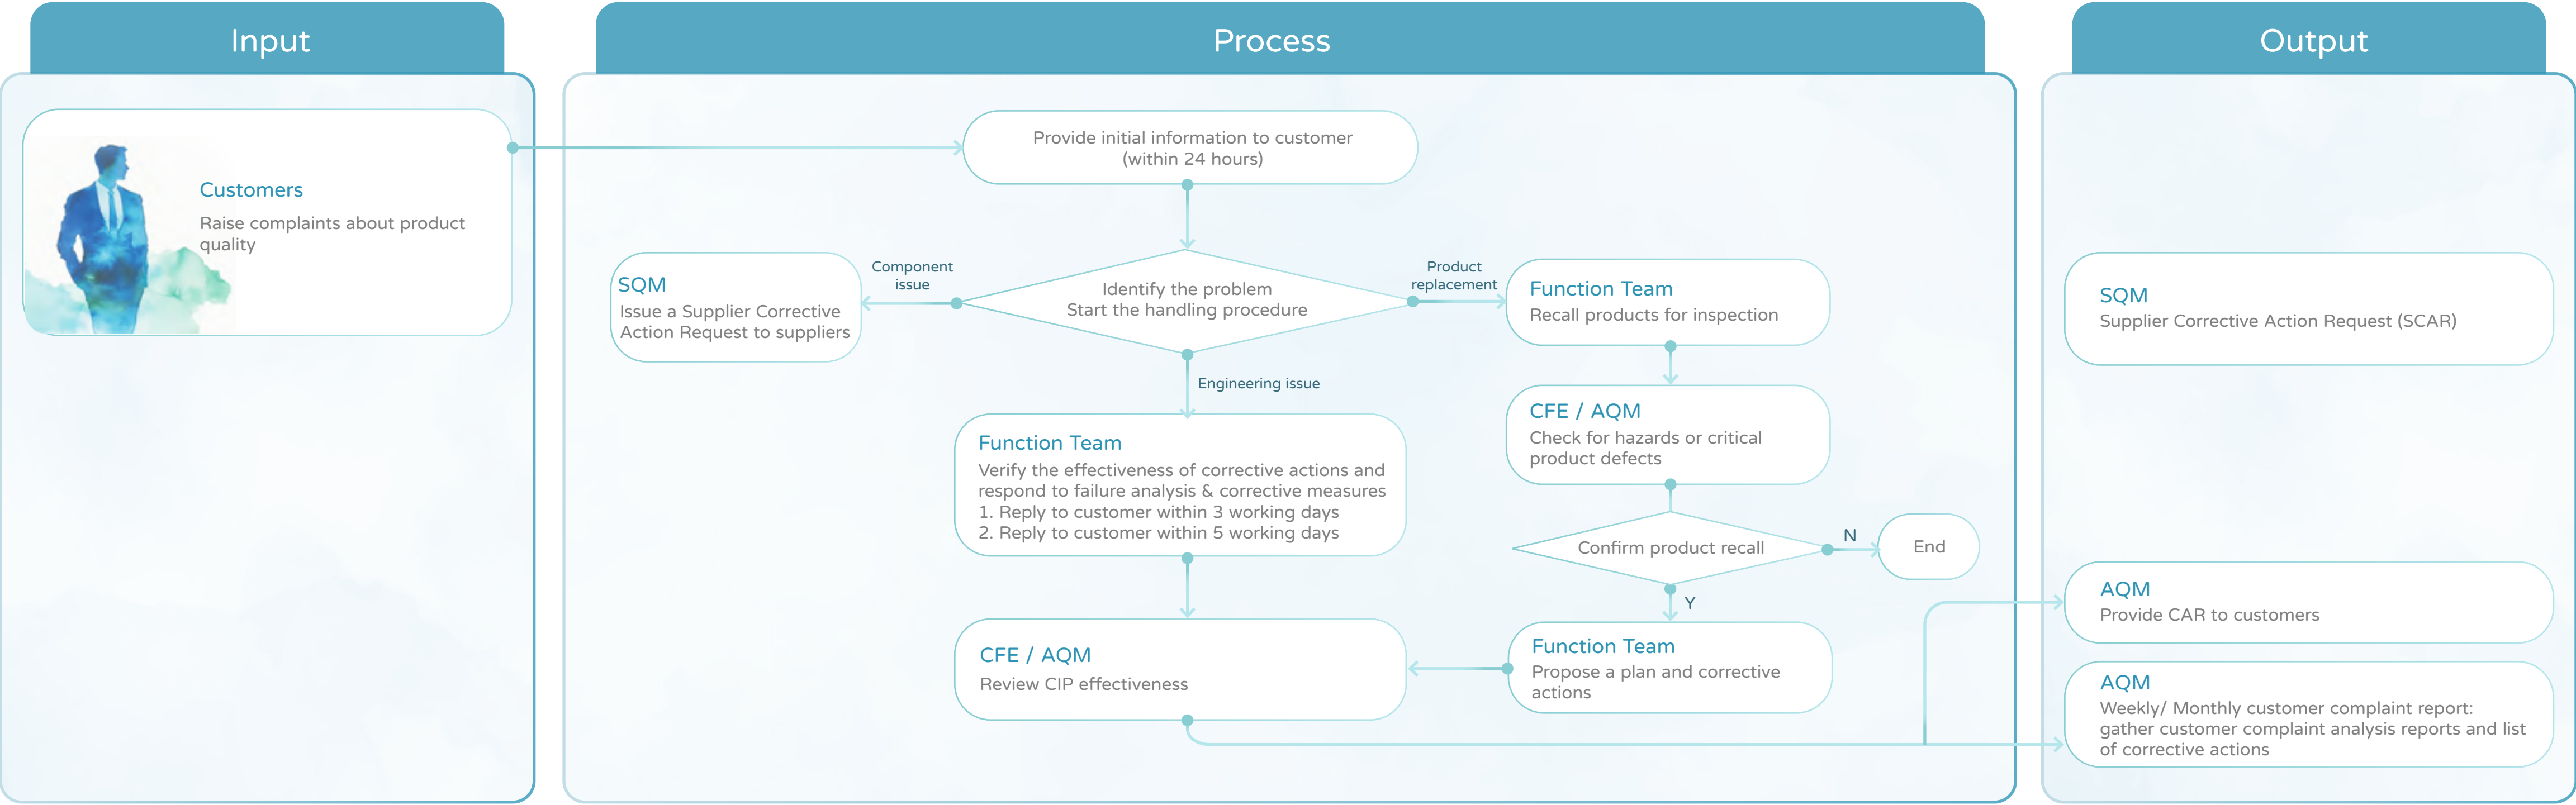 Input
Process
Output
Customers
Raise complaints about product
quality
Provide initial information to customer
(within 24 hours)
Identify the problem
Start the handling procedure
Component
issue
SQM
Issue a Supplier Corrective
Action Request to suppliers
Engineering issue
Function Team
Verify the effectiveness of corrective actions and
respond to failure analysis & corrective measures
1. Reply to customer within 3 working days
2. Reply to customer within 5 working days
CFE / AQM
Review CIP effectiveness
Product
replacement
Function Team
Recall products for inspection
CFE / AQM
Check for hazards or critical
product defects
Confirm product recall
N
End
Y
Function Team
Propose a plan and corrective
actions
SQM
Supplier Corrective Action Request (SCAR)
AQM
Provide CAR to customers
AQM
Weekly/ Monthly customer complaint report:
gather customer complaint analysis reports and list
of corrective actions